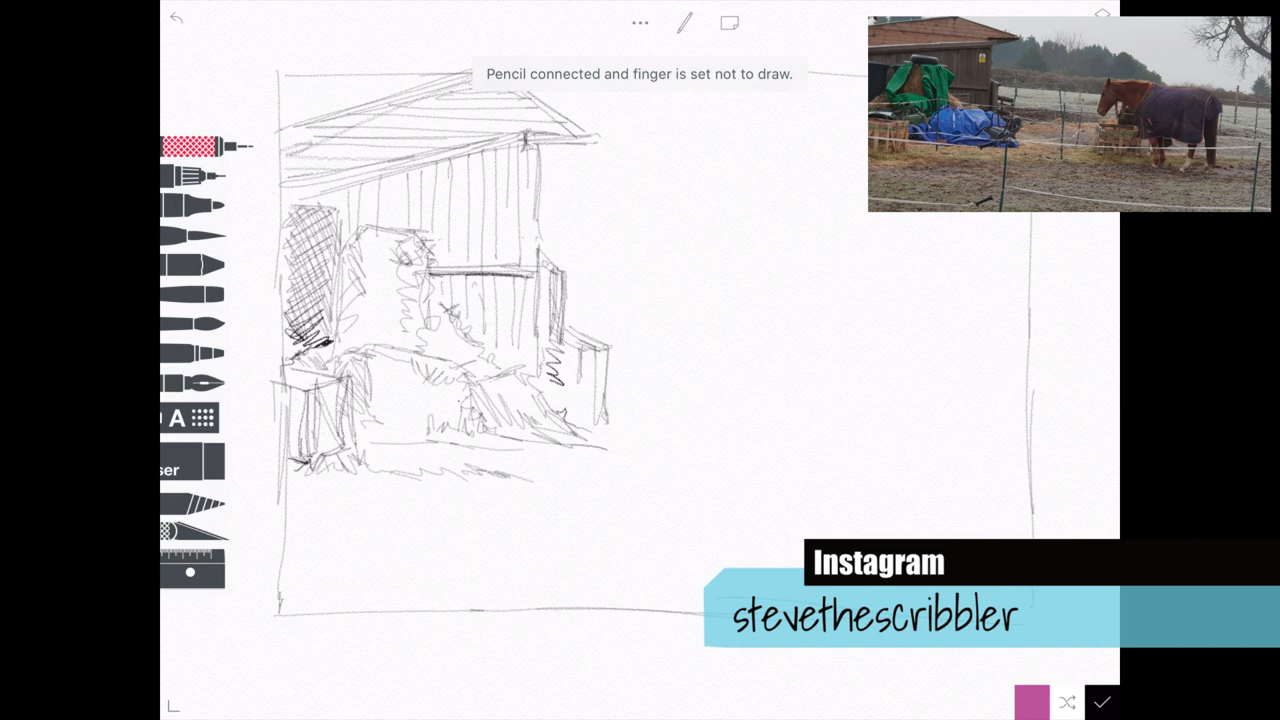 Pencil connected and finger is set not to draw.
A
ser
Instagram
stevethescribbler